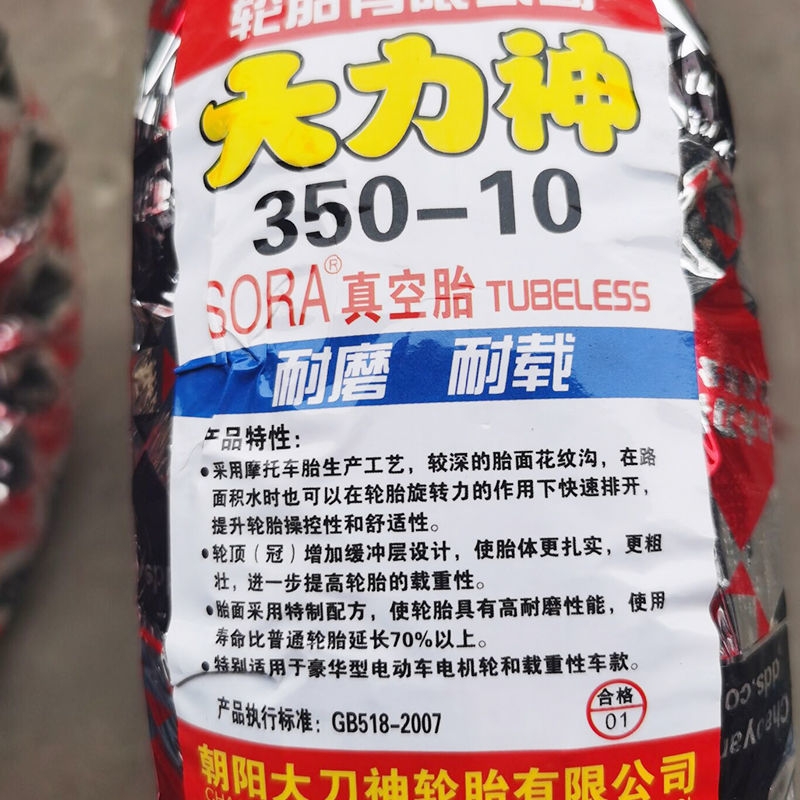 轮胎有限公司
大力神
350-10
SORA® 真空胎 TUBELESS
耐磨 耐载
产品特性：
•采用摩托车胎生产工艺，较深的胎面花纹沟，在路
面积水时也可以在轮胎旋转力的作用下快速排开，
提升轮胎操控性和舒适性。
•轮顶（冠）增加缓冲层设计，使胎体更扎实，更粗
壮，进一步提高轮胎的载重性。
•胎面采用特制配方，使轮胎具有高耐磨性能，使用
寿命比普通轮胎延长70%以上。
•特别适用于豪华型电动车电机轮和载重性车款。
合格
01
产品执行标准：GB518-2007
朝阳大刀神轮胎有限公司